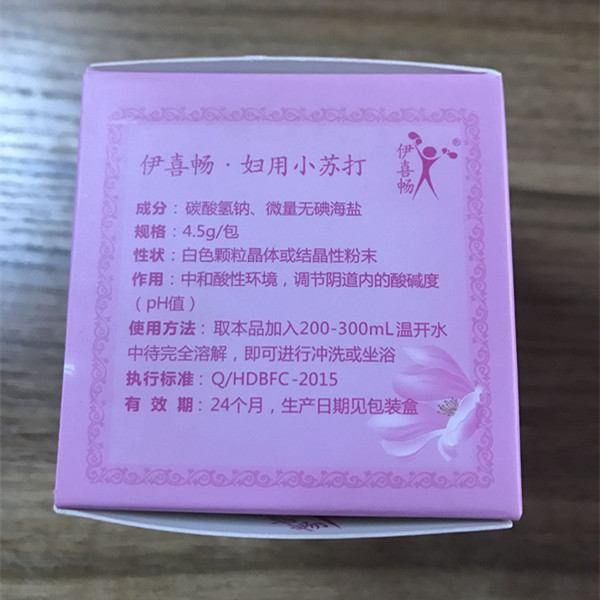 伊喜畅·妇用小苏打
伊喜畅®
成分：碳酸氢钠、微量无碘海盐
规格：4.5g/包
性状：白色颗粒晶体或结晶性粉末
作用：中和酸性环境，调节阴道内的酸碱度
（pH值）
使用方法：取本品加入200-300mL温开水
中待完全溶解，即可进行冲洗或坐浴
执行标准：Q/HDBFC-2015
有 效 期：24个月，生产日期见包装盒